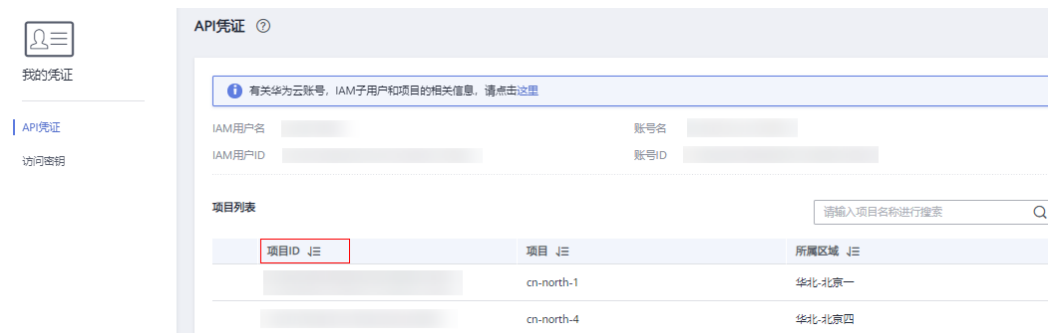 API凭证
我的凭证
有关华为云账号，IAM子用户和项目的相关信息，请点击这里
API凭证
访问密钥
IAM用户名 账号名
IAM用户ID 账号ID
项目列表 请输入项目名称进行搜索
项目ID 项目 所属区域
cn-north-1 华北-北京一
cn-north-4 华北-北京四